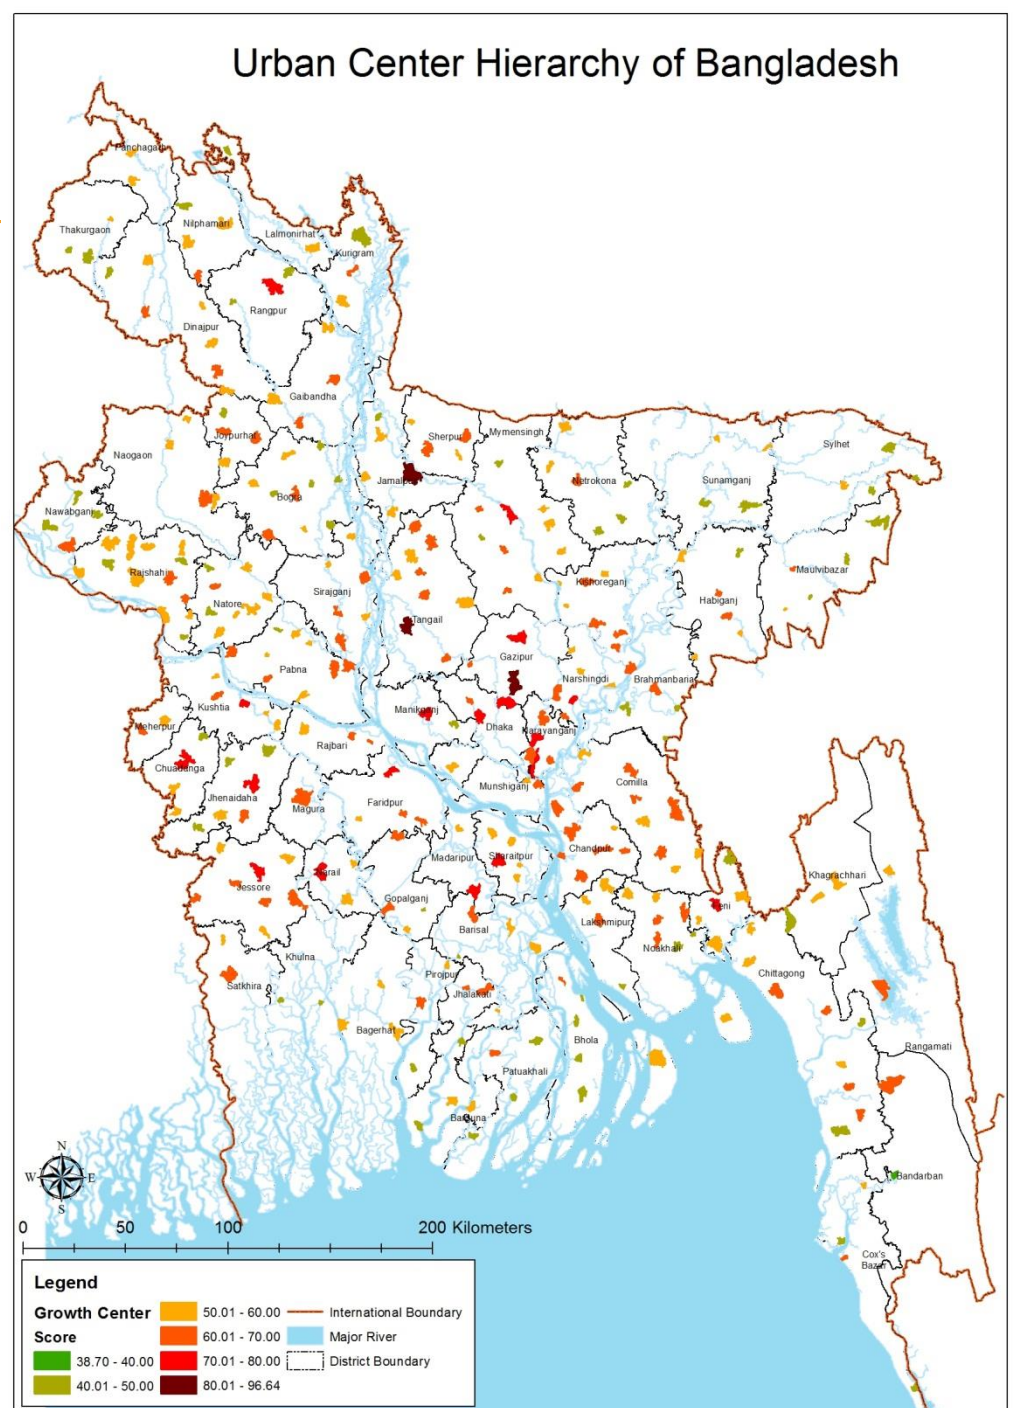 Urban Center Hierarchy of Bangladesh
Panchagarh
Thakurgaon
Nilphamari
Lalmonirhat
Kurigram
Rangpur
Dinajpur
Gaibandha
Joypurhat
Sherpur
Mymensingh
Sylhet
Naogaon
Netrokona
Sunamganj
Jamalpur
Bogra
Nawabganj
Rajshahi
Maulvibazar
Kishoreganj
Sirajganj
Natore
Habiganj
Tangail
Gazipur
Pabna
Narshingdi
Brahmanbaria
Kushtia
Manikganj
Meherpur
Dhaka
Narayanganj
Rajbari
Chuadanga
Comilla
Munshiganj
Jhenaidaha
Magura
Faridpur
Chandpur
Madaripur
Shariatpur
Khagrachhari
Narail
Jessore
Gopalganj
Feni
Lakshmipur
Barisal
Noakhali
Khulna
Chittagong
Satkhira
Pirojpur
Jhalakati
Bagerhat
Bhola
Rangamati
Patuakhali
Barguna
Bandarban
Cox's
Bazar
N
W
E
S
0
50
100
200 Kilometers
Legend
Growth Center
Score
38.70 - 40.00
40.01 - 50.00
50.01 - 60.00
60.01 - 70.00
70.01 - 80.00
80.01 - 96.64
International Boundary
Major River
District Boundary